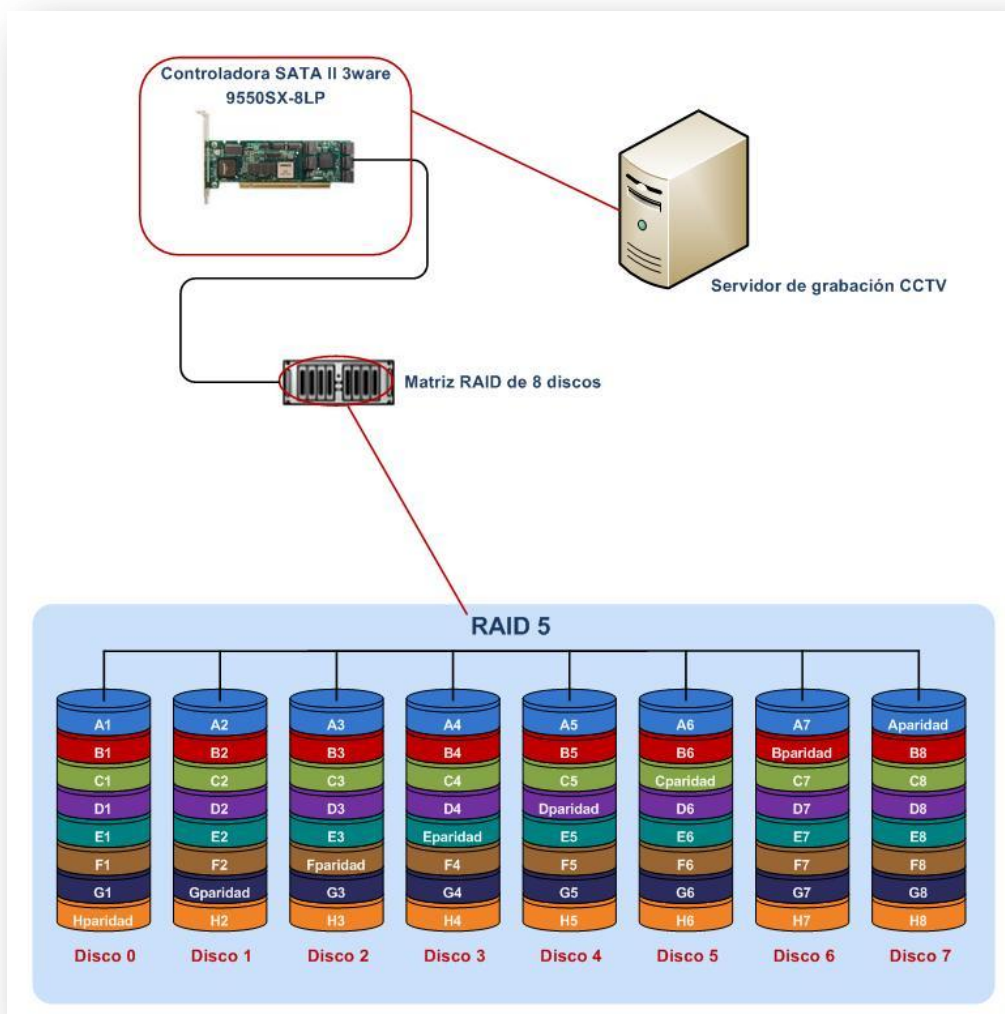 Controladora SATA II 3ware
9550SX-8LP
Servidor de grabación CCTV
Matriz RAID de 8 discos
RAID 5
A1 A2 A3 A4 A5 A6 A7 Aparidad
B1 B2 B3 B4 B5 B6 Bparidad B8
C1 C2 C3 C4 C5 Cparidad C7 C8
D1 D2 D3 D4 Dparidad D6 D7 D8
E1 E2 E3 Eparidad E5 E6 E7 E8
F1 F2 Fparidad F4 F5 F6 F7 F8
G1 Gparidad G3 G4 G5 G6 G7 G8
Hparidad H2 H3 H4 H5 H6 H7 H8
Disco 0 Disco 1 Disco 2 Disco 3 Disco 4 Disco 5 Disco 6 Disco 7